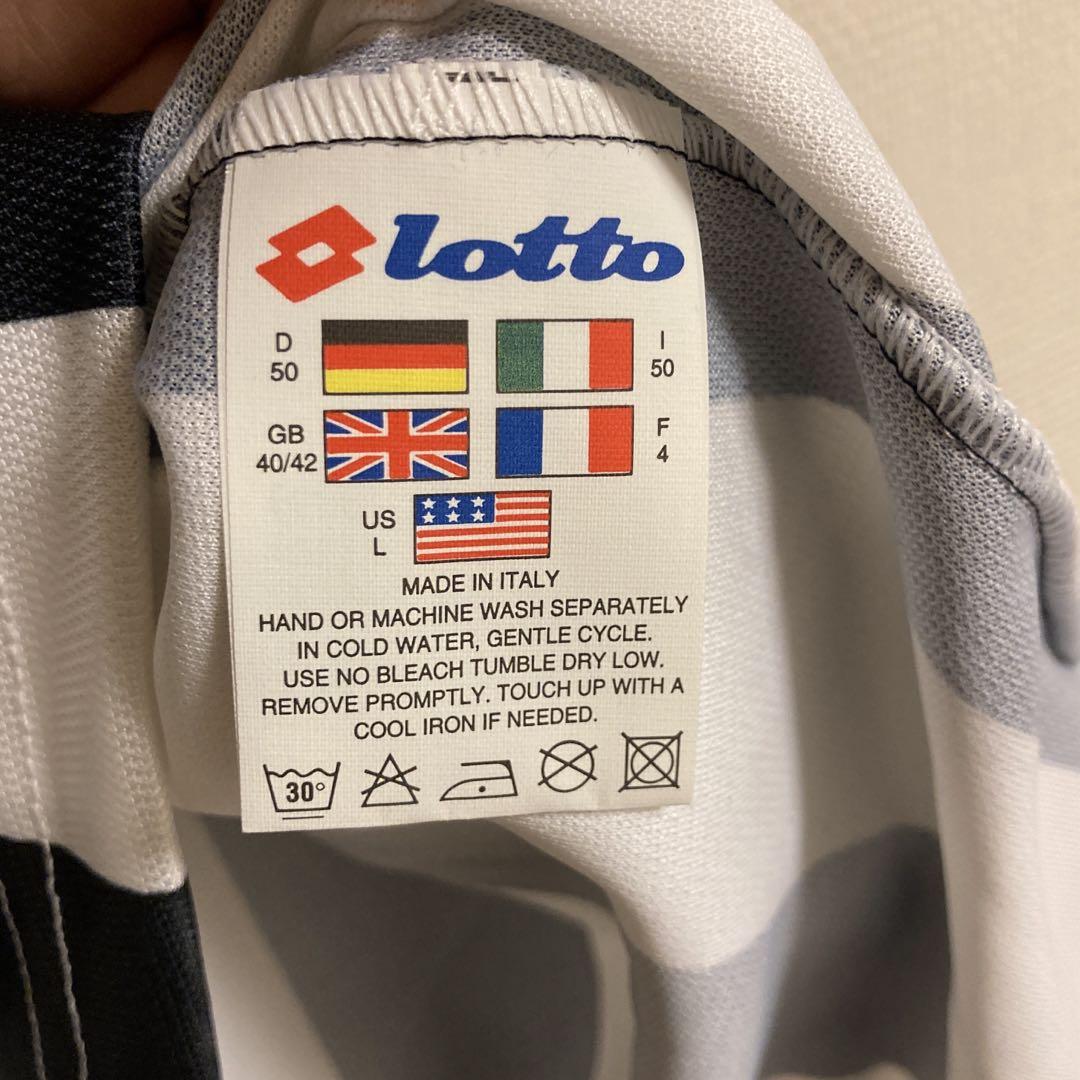 lotto
D
50
I
50
GB
40/42
F
4
US
L
MADE IN ITALY
HAND OR MACHINE WASH SEPARATELY
IN COLD WATER, GENTLE CYCLE.
USE NO BLEACH TUMBLE DRY LOW.
REMOVE PROMPTLY. TOUCH UP WITH A
COOL IRON IF NEEDED.
30°